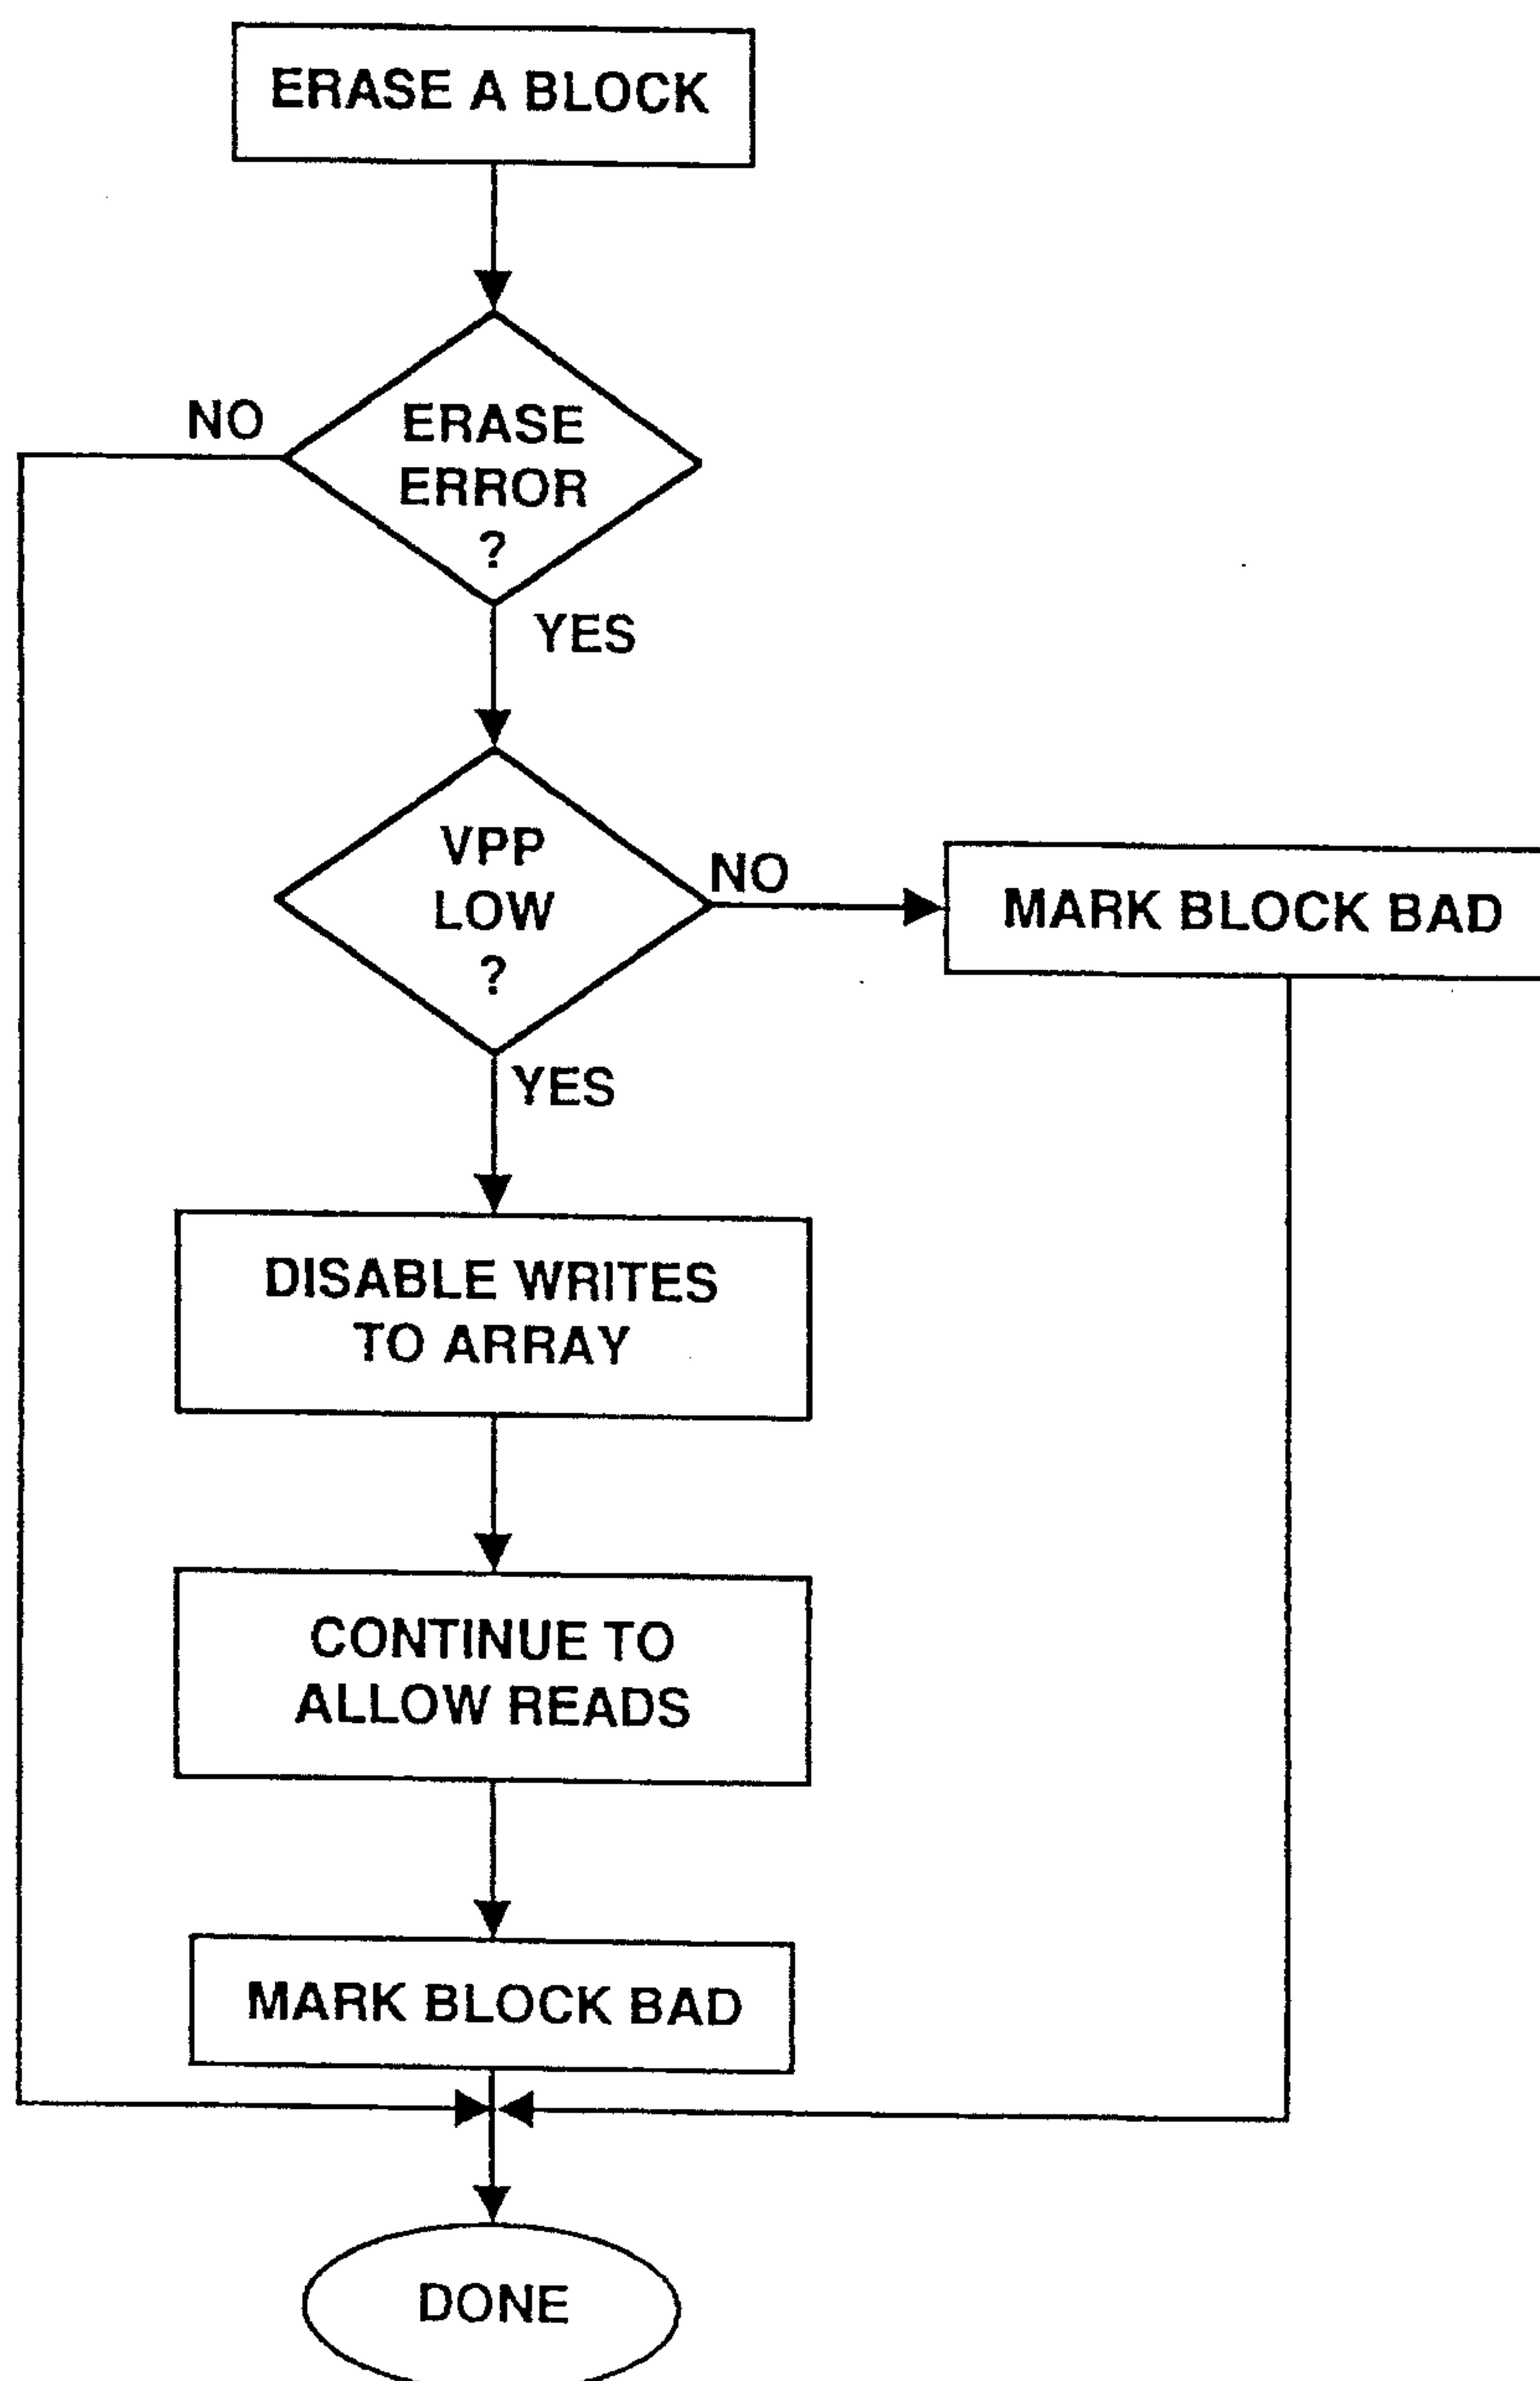 ERASE A BLOCK
NO
ERASE
ERROR
?
YES
VPP
LOW
?
NO
MARK BLOCK BAD
YES
DISABLE WRITES
TO ARRAY
CONTINUE TO
ALLOW READS
MARK BLOCK BAD
DONE